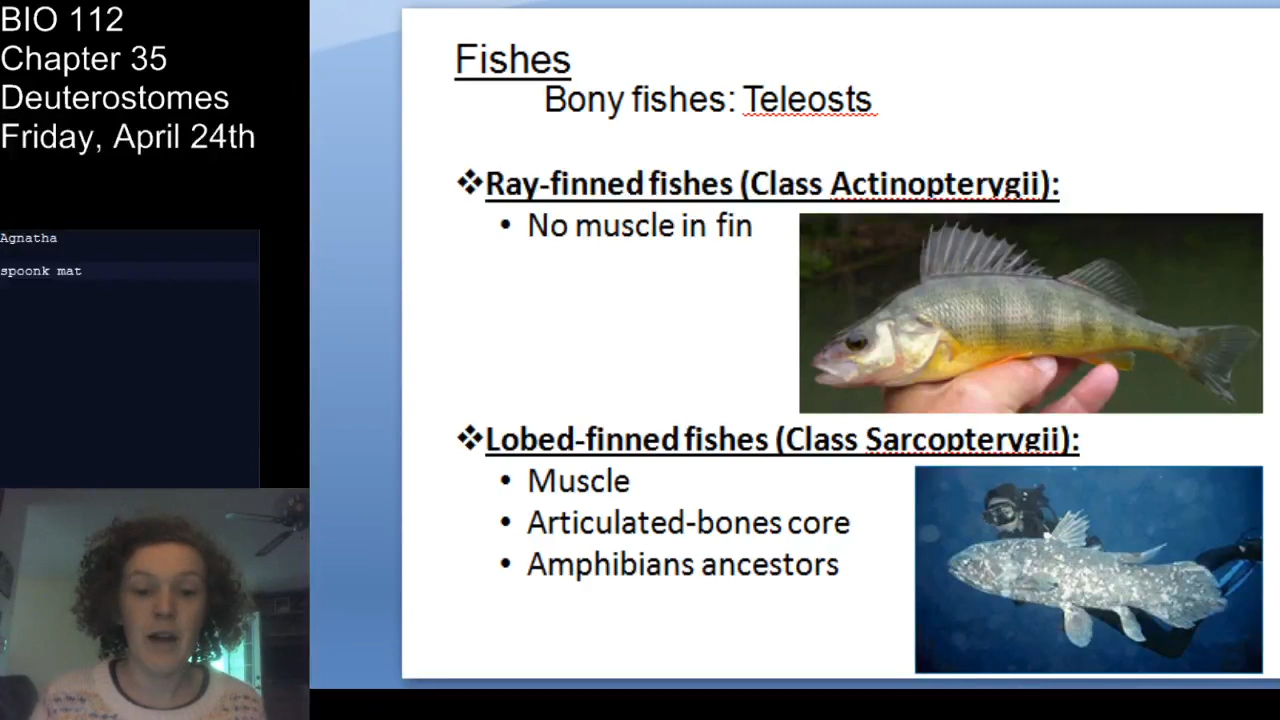 BIO 112
Chapter 35
Deuterostomes
Friday, April 24th
Agnatha
spoonk mat
Fishes
Bony fishes: Teleosts
❖Ray-finned fishes (Class Actinopterygii):
• No muscle in fin
❖Lobed-finned fishes (Class Sarcopterygii):
• Muscle
• Articulated-bones core
• Amphibians ancestors